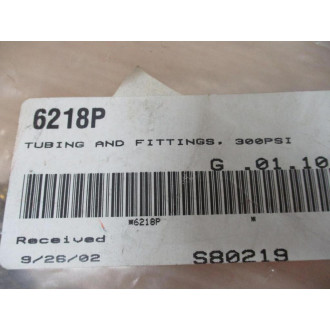 6218P
TUBING AND FITTINGS, 300PSI
G .01.10
*6218P *
Received
9/26/02 S80219